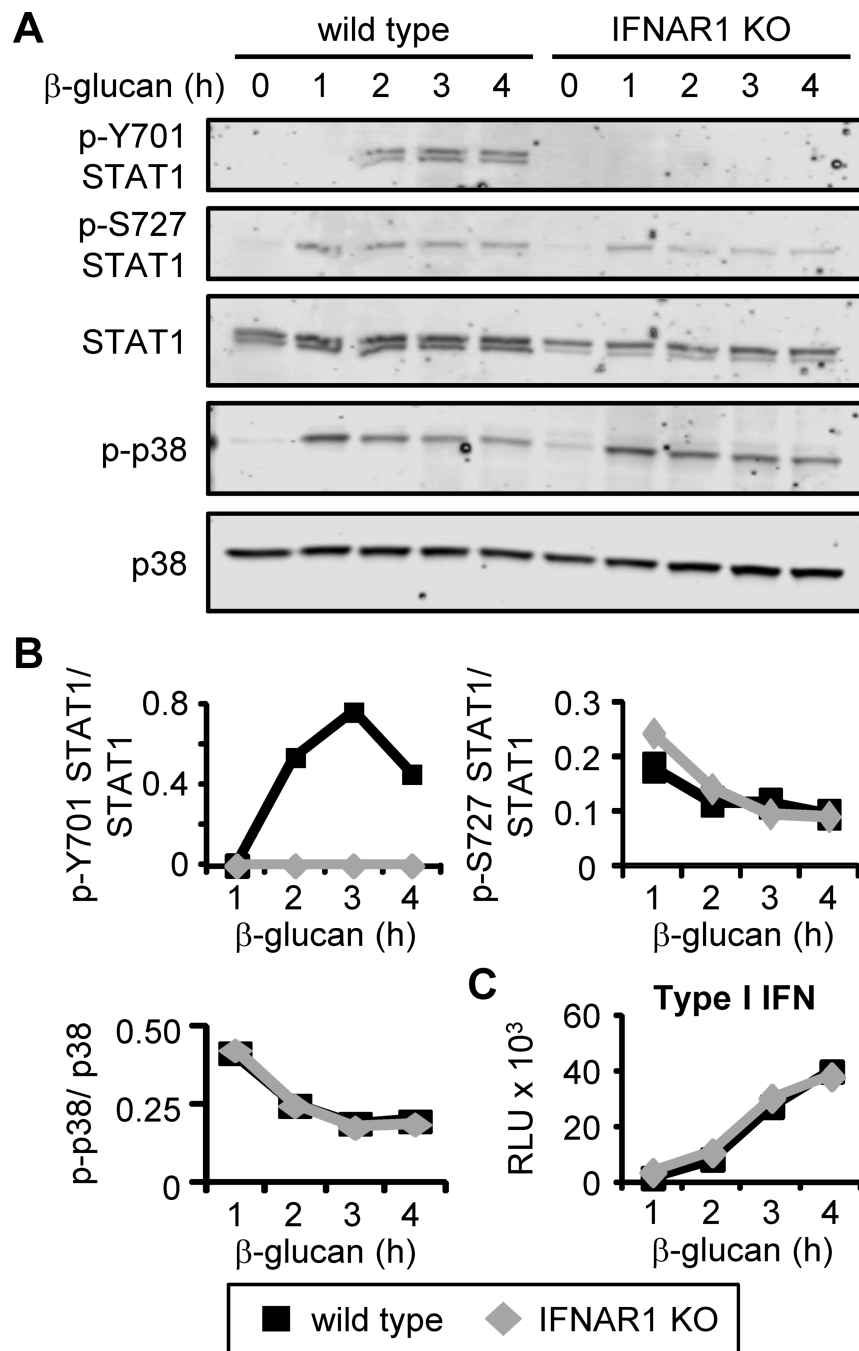 A
wild type IFNAR1 KO
β-glucan (h) 0 1 2 3 4 0 1 2 3 4
p-Y701
STAT1
p-S727
STAT1
STAT1
p-p38
p38
B
p-Y701 STAT1/
STAT1
0.8
0.4
0
1 2 3 4
β-glucan (h)
p-S727 STAT1/
STAT1
0.3
0.2
0.1
0
1 2 3 4
β-glucan (h)
p-p38/ p38
0.50
0.25
0
1 2 3 4
β-glucan (h)
C
Type I IFN
RLU x 10³
60
40
20
0
1 2 3 4
β-glucan (h)
wild type IFNAR1 KO